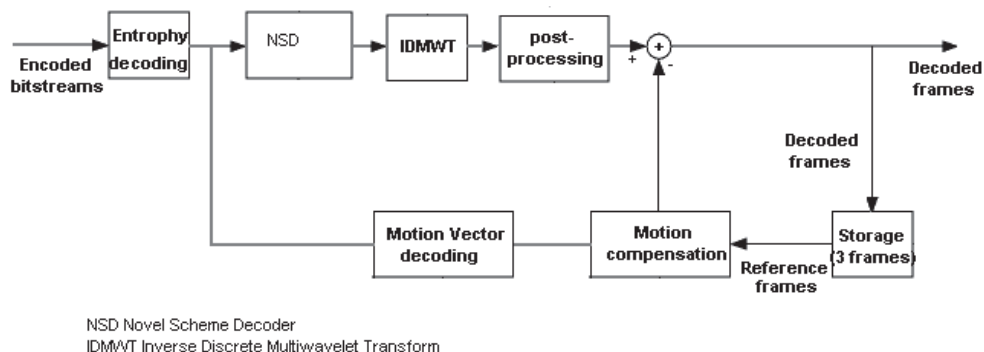 Entrophy
decoding
NSD
IDMWT
post-
processing
+
+
-
Encoded
bitstreams
Decoded
frames
Decoded
frames
Motion Vector
decoding
Motion
compensation
Storage
(3 frames)
Reference
frames
NSD Novel Scheme Decoder
IDMWT Inverse Discrete Multiwavelet Transform